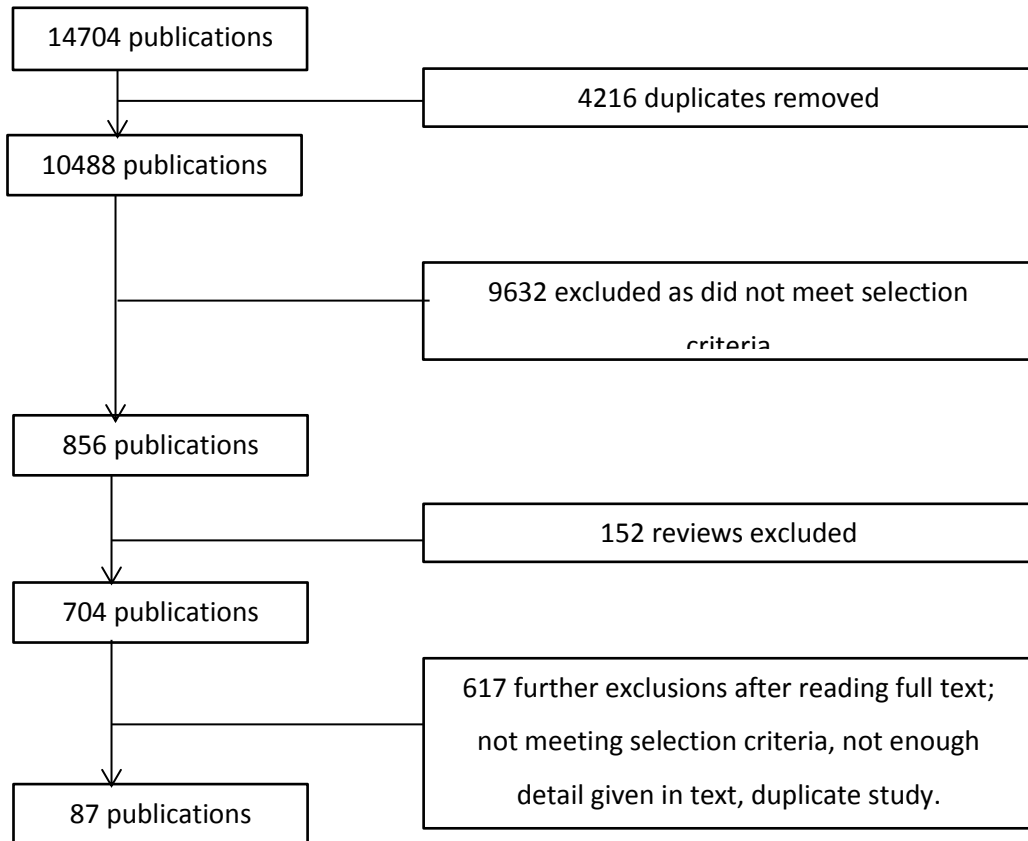 14704 publications
4216 duplicates removed
10488 publications
9632 excluded as did not meet selection
criteria
856 publications
152 reviews excluded
704 publications
617 further exclusions after reading full text;
not meeting selection criteria, not enough
detail given in text, duplicate study.
87 publications